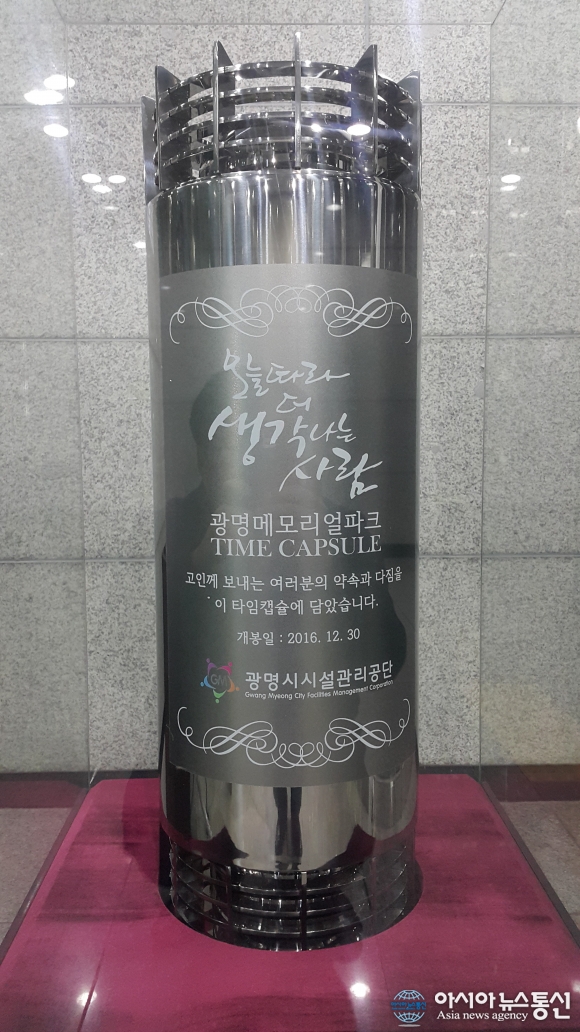 오늘따라
더
생각나는
사람
광명메모리얼파크
TIME CAPSULE
고인께 보내는 여러분의 약속과 다짐을
이 타임캡슐에 담았습니다.
개봉일 : 2016. 12. 30
GM 광명시시설관리공단
Gwang Myeong City Facilities Management Corporation
아시아뉴스통신
Asia news agency